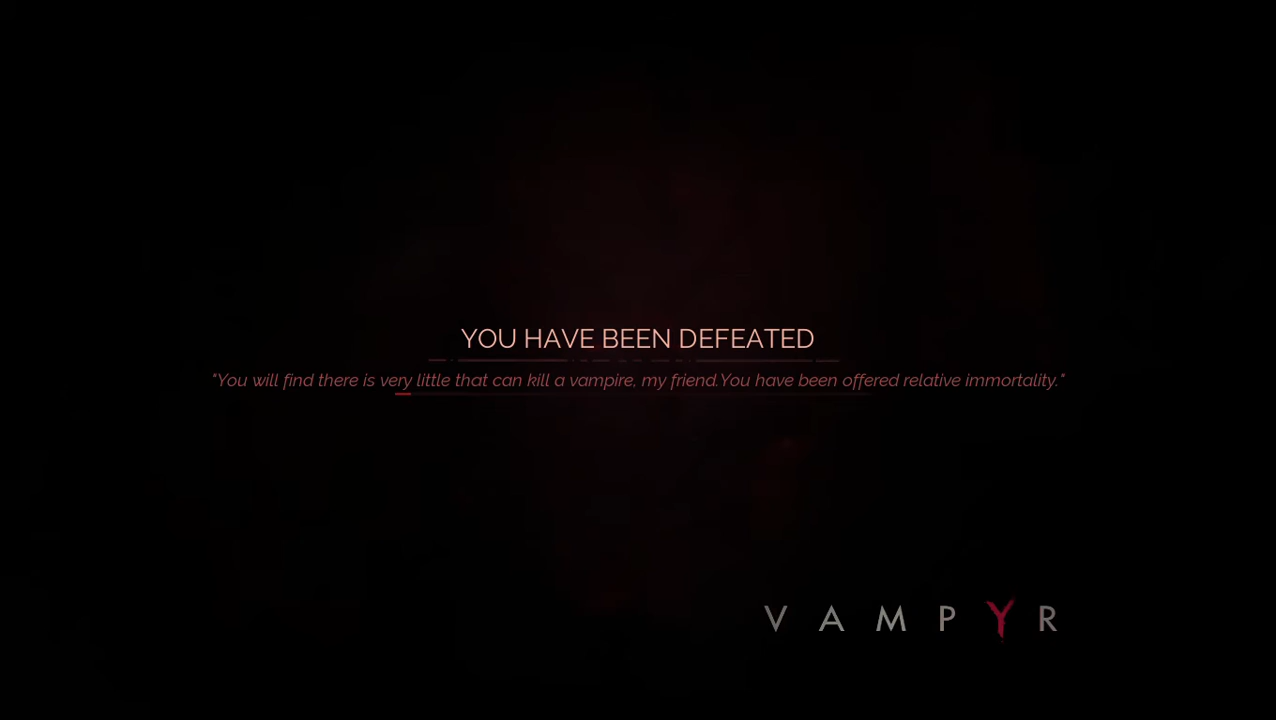 YOU HAVE BEEN DEFEATED
"You will find there is very little that can kill a vampire, my friend.You have been offered relative immortality."
VAMPYR